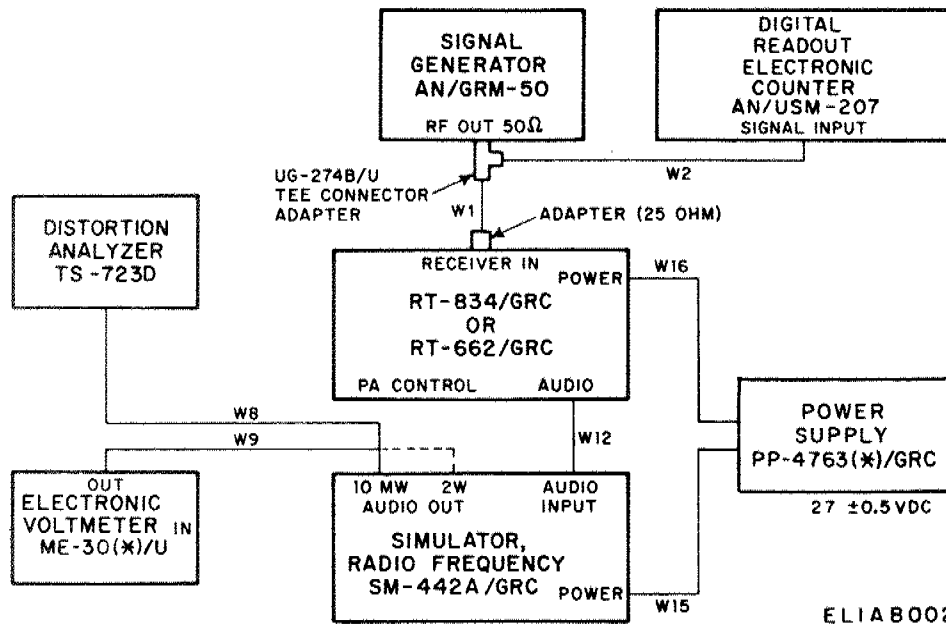 SIGNAL
GENERATOR
AN/GRM-50
RF OUT 50Ω
DIGITAL
READOUT
ELECTRONIC
COUNTER
AN/USM-207
SIGNAL INPUT
UG-274B/U
TEE CONNECTOR
ADAPTER
W2
W1
ADAPTER (25 OHM)
DISTORTION
ANALYZER
TS-723D
RECEIVER IN
POWER
W16
RT-834/GRC
OR
RT-662/GRC
PA CONTROL
AUDIO
W8
W9
W12
POWER
SUPPLY
PP-4763(*)/GRC
27 ±0.5 VDC
OUT
ELECTRONIC
VOLTMETER IN
ME-30(*)/U
10 MW 2W
AUDIO OUT
AUDIO
INPUT
SIMULATOR,
RADIO FREQUENCY
SM-442A/GRC
POWER
W15
ELIAB002